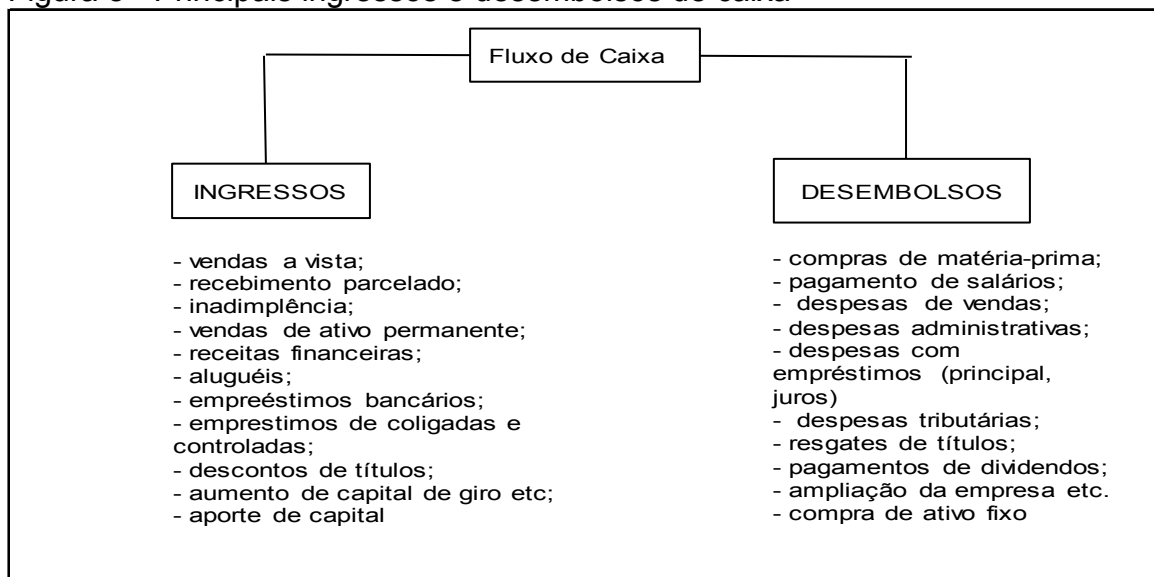 Figura 3 - Principais ingressos e desembolsos de caixa
Fluxo de Caixa
INGRESSOS
- vendas a vista;
- recebimento parcelado;
- inadimplência;
- vendas de ativo permanente;
- receitas financeiras;
- aluguéis;
- empreéstimos bancários;
- emprestimos de coligadas e
controladas;
- descontos de títulos;
- aumento de capital de giro etc;
- aporte de capital
DESEMBOLSOS
- compras de matéria-prima;
- pagamento de salários;
- despesas de vendas;
- despesas administrativas;
- despesas com
empréstimos (principal,
juros)
- despesas tributárias;
- resgates de títulos;
- pagamentos de dividendos;
- ampliação da empresa etc.
- compra de ativo fixo